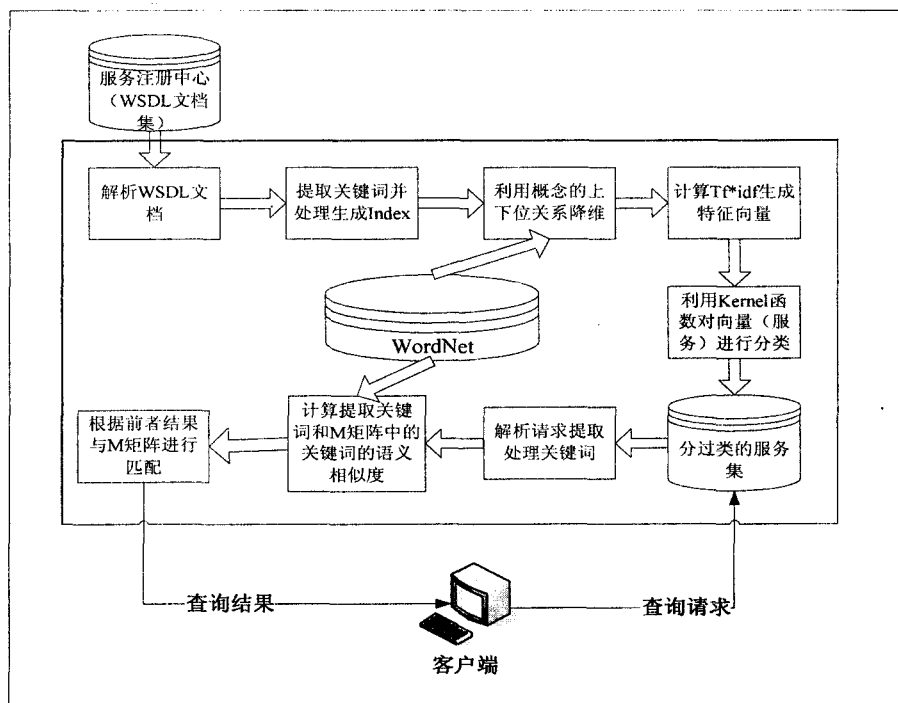 服务注册中心
（WSDL文档
集）
解析WSDL文
档
提取关键词并
处理生成Index
利用概念的上
下位关系降维
计算Tf*idf生成
特征向量
利用Kernel函
数对向量（服
务）进行分类
WordNet
根据前者结果
与M矩阵进行
匹配
计算提取关键
词和M矩阵中的
关键词的语义
相似度
解析请求提取
处理关键词
分过类的服务
集
查询结果
查询请求
客户端